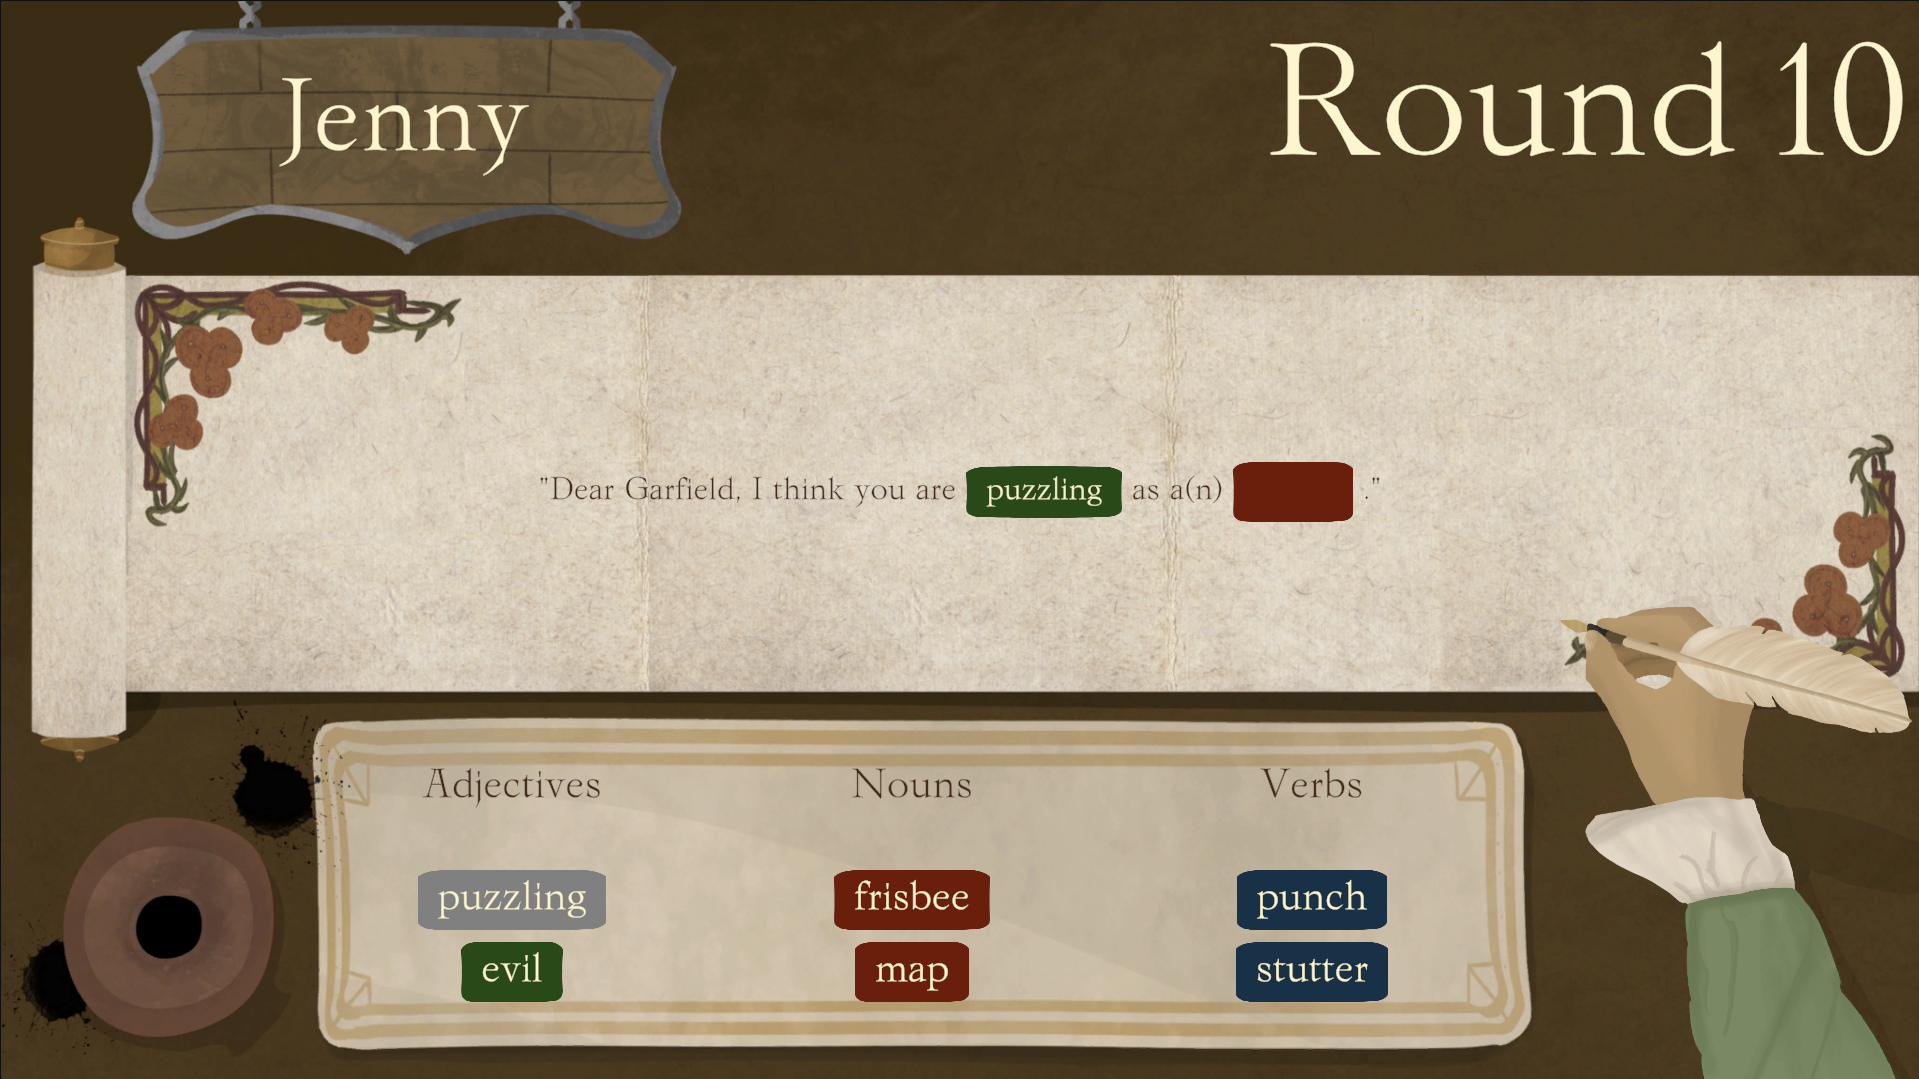 Jenny
Round 10
"Dear Garfield, I think you are puzzling as a(n) ."
Adjectives Nouns Verbs
puzzling frisbee punch
evil map stutter